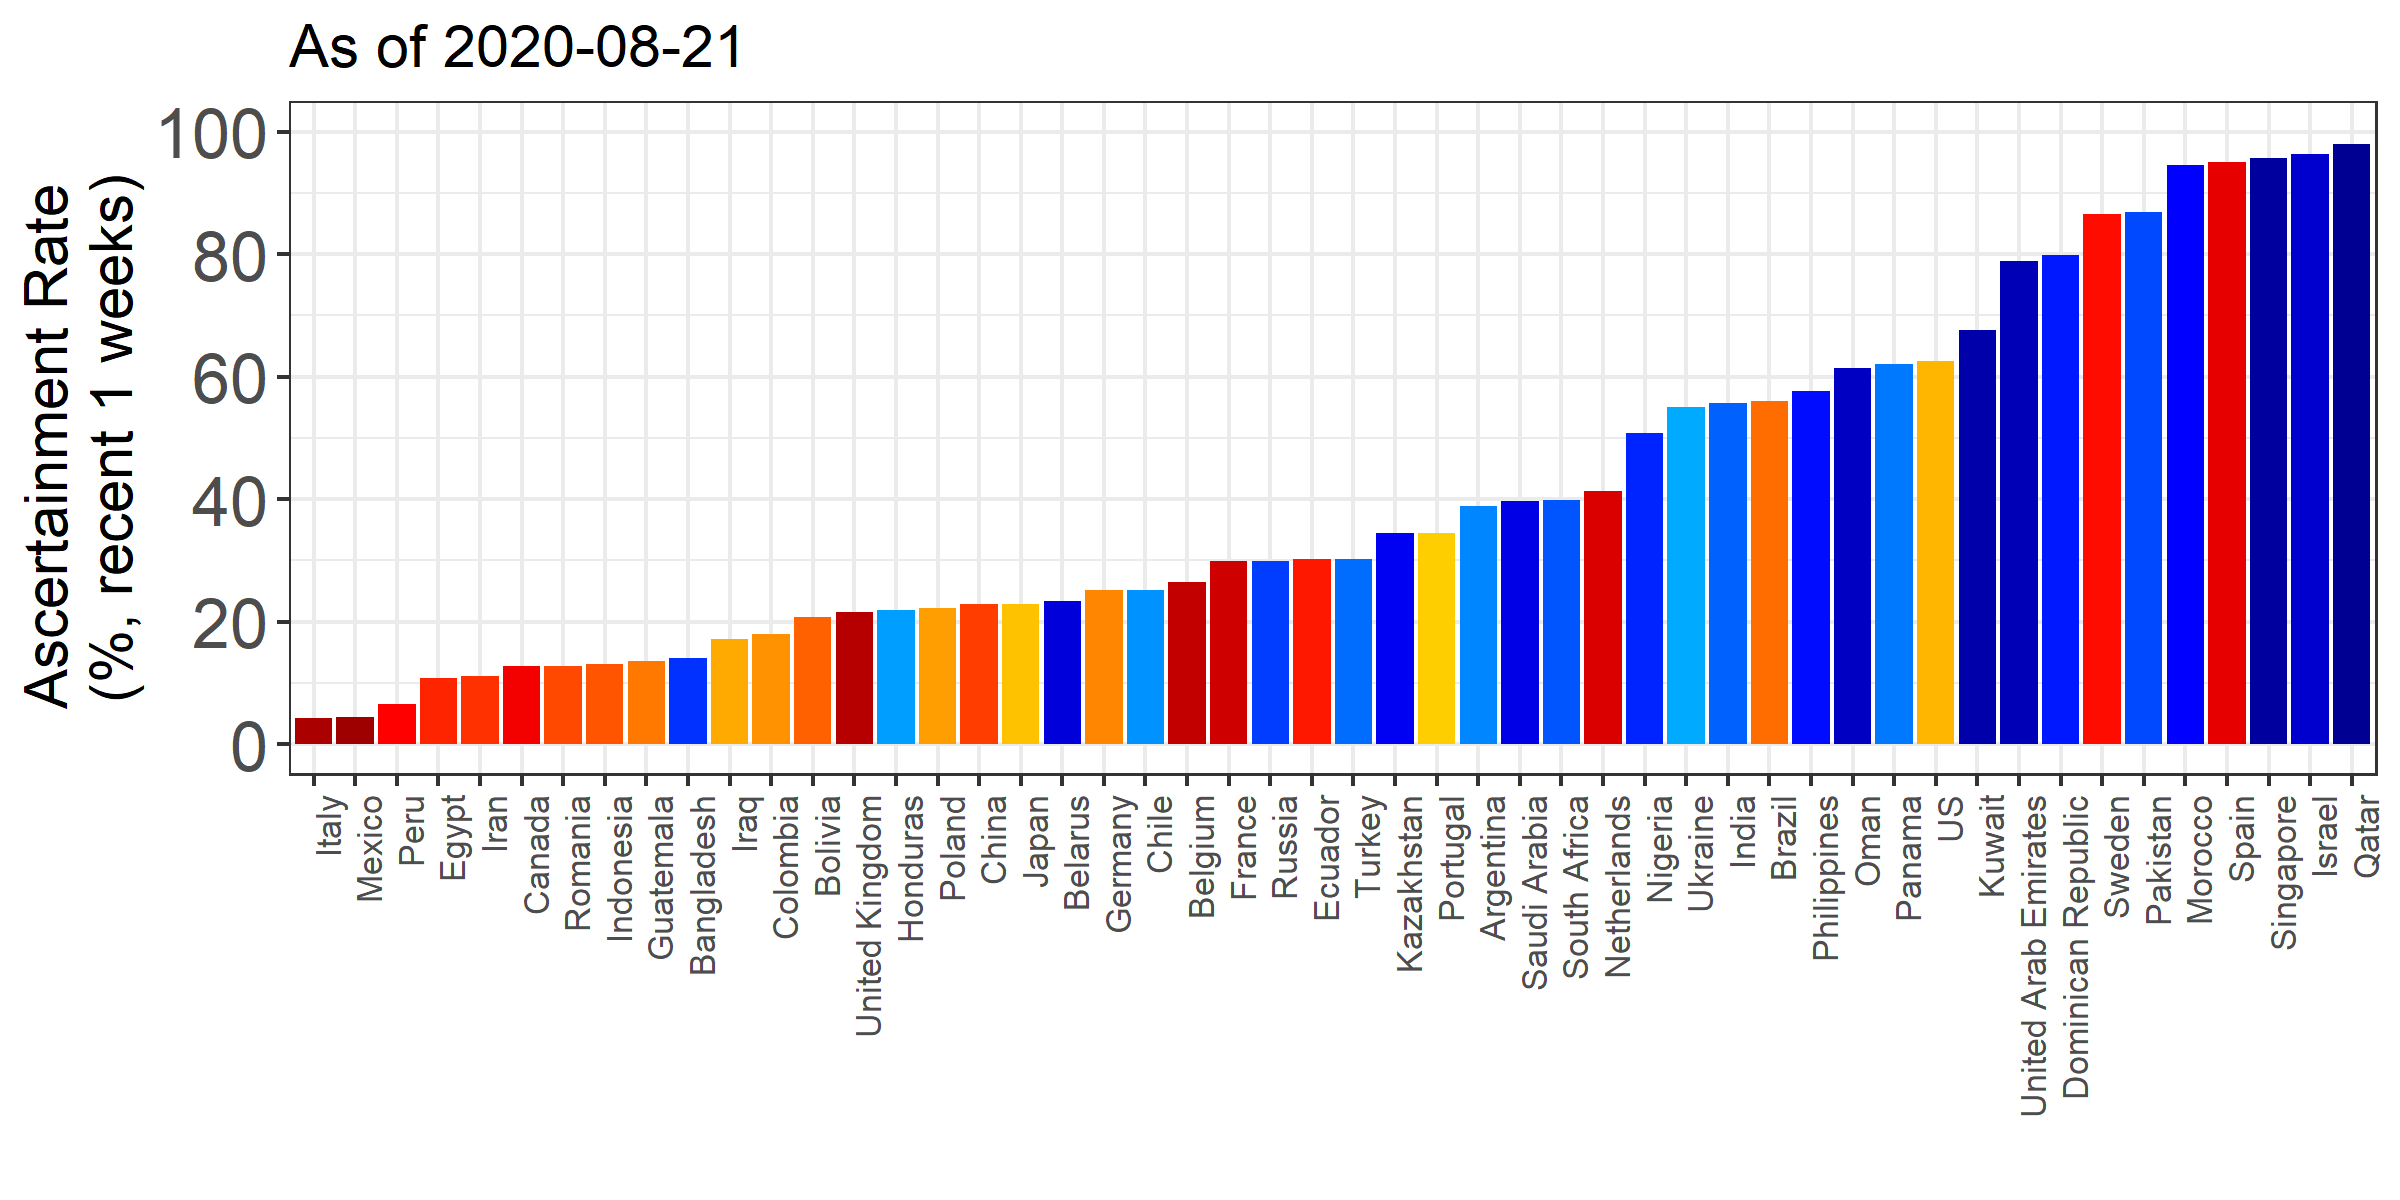 As of 2020-08-21
Ascertainment Rate
(%, recent 1 weeks)
100
80
60
40
20
0
Italy
Mexico
Peru
Egypt
Iran
Canada
Romania
Indonesia
Guatemala
Bangladesh
Iraq
Colombia
Bolivia
United Kingdom
Honduras
Poland
China
Japan
Belarus
Germany
Chile
Belgium
France
Russia
Ecuador
Turkey
Kazakhstan
Portugal
Argentina
Saudi Arabia
South Africa
Netherlands
Nigeria
Ukraine
India
Brazil
Philippines
Oman
Panama
US
Kuwait
United Arab Emirates
Dominican Republic
Sweden
Pakistan
Morocco
Spain
Singapore
Israel
Qatar